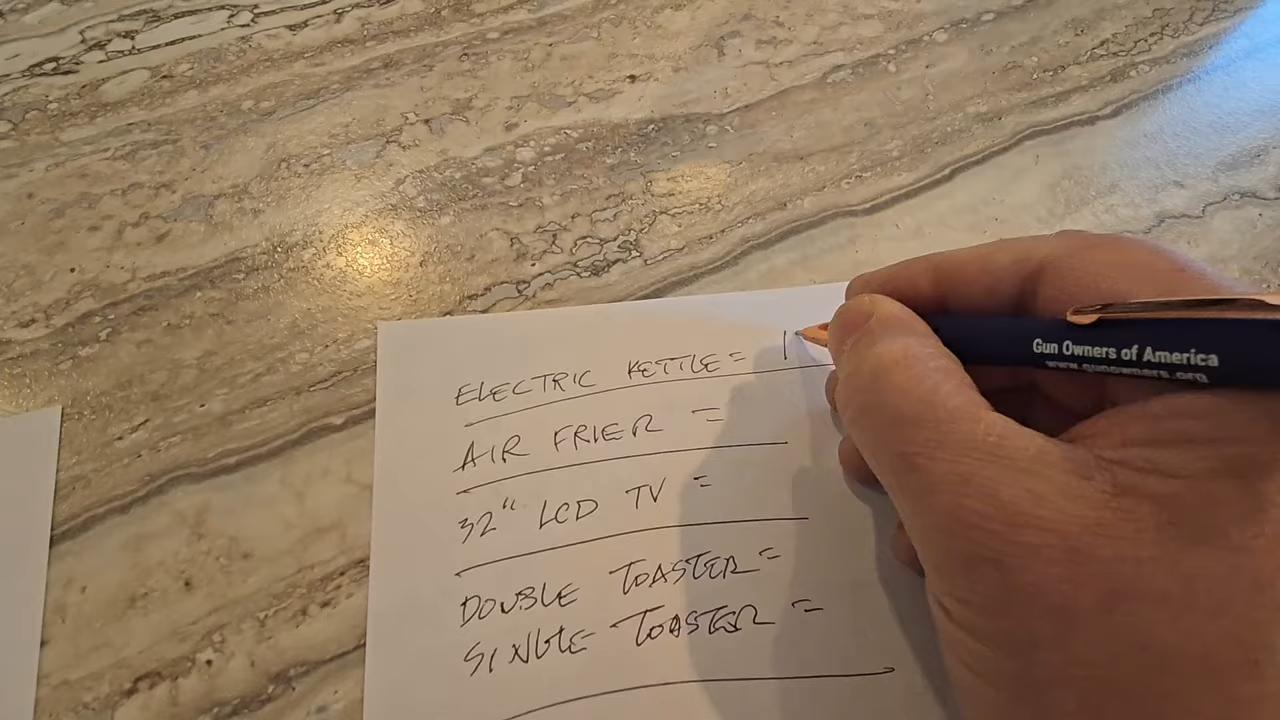 ELECTRIC KETTLE = 1
AIR FRIER =
32" LCD TV =
DOUBLE TOASTER =
SINGLE TOASTER =
Gun Owners of America
www.gunowners.org